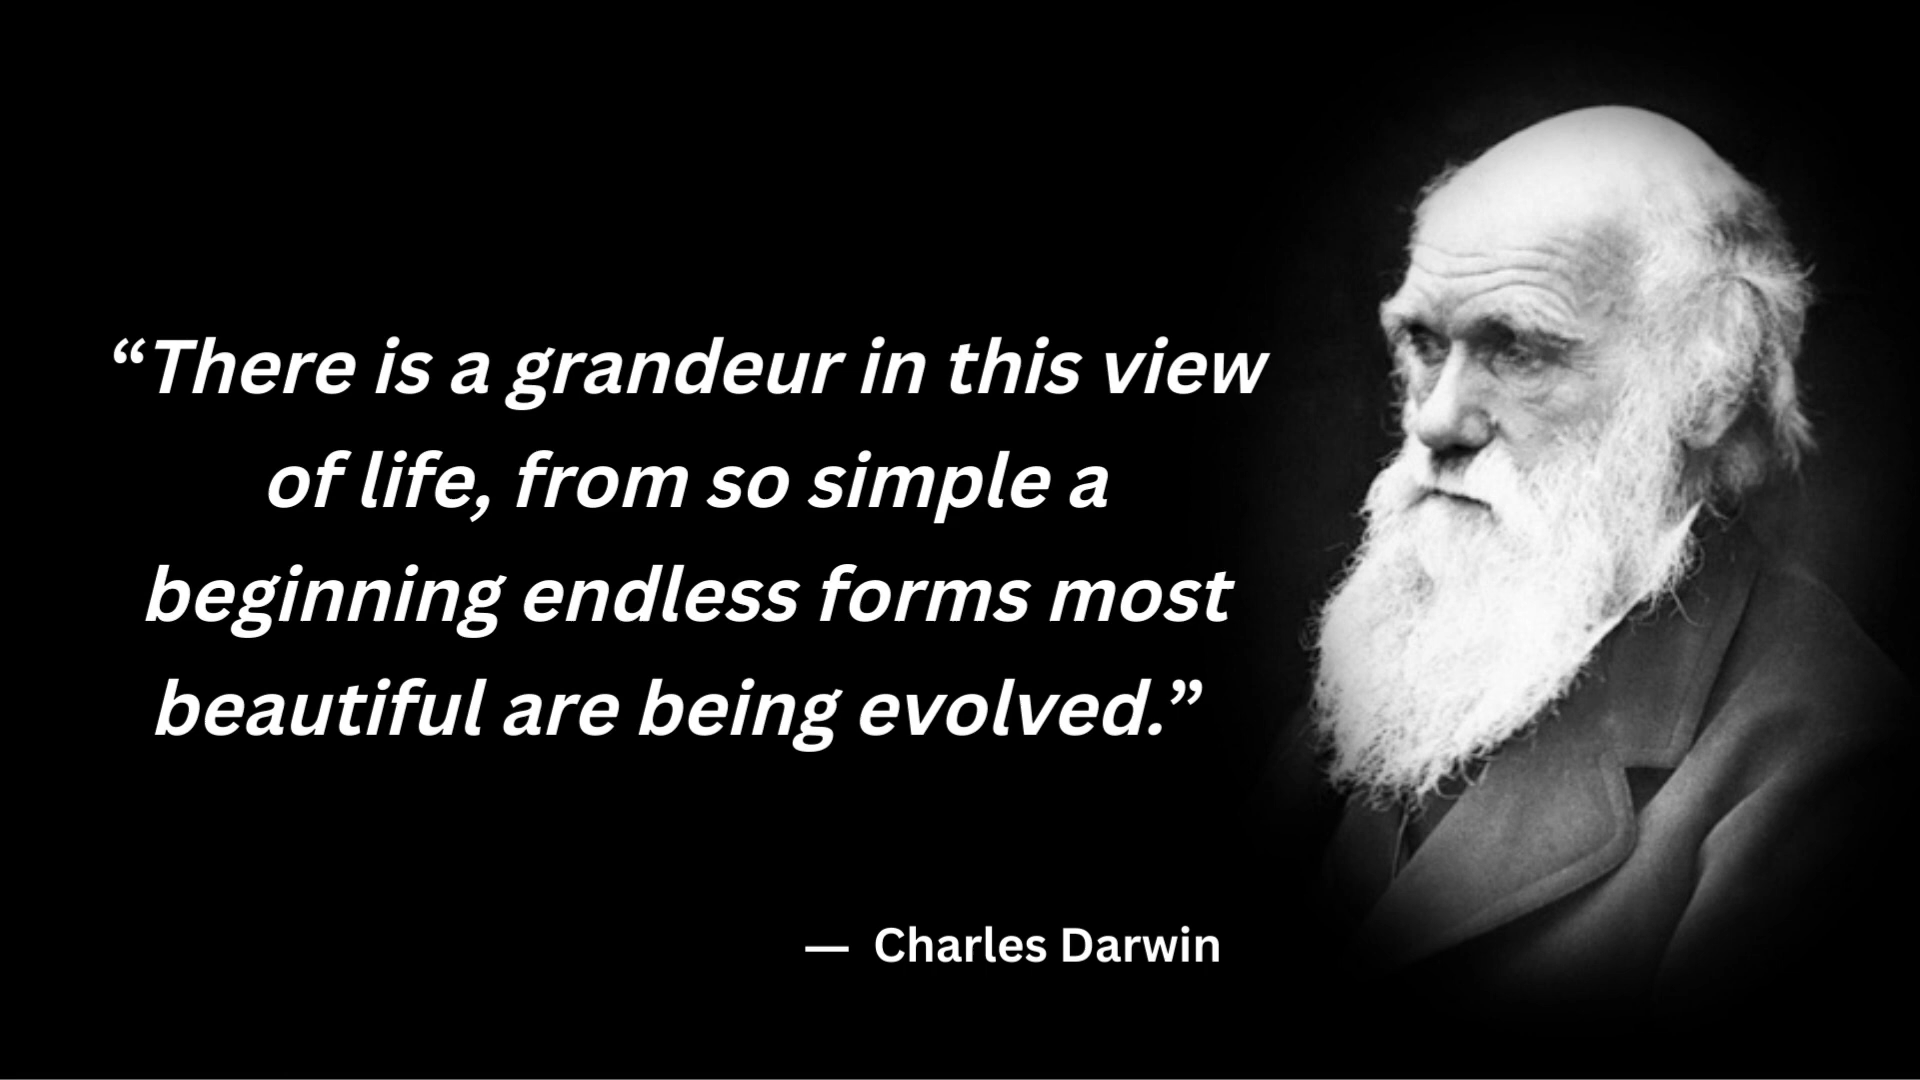 “There is a grandeur in this view
of life, from so simple a
beginning endless forms most
beautiful are being evolved.”
— Charles Darwin